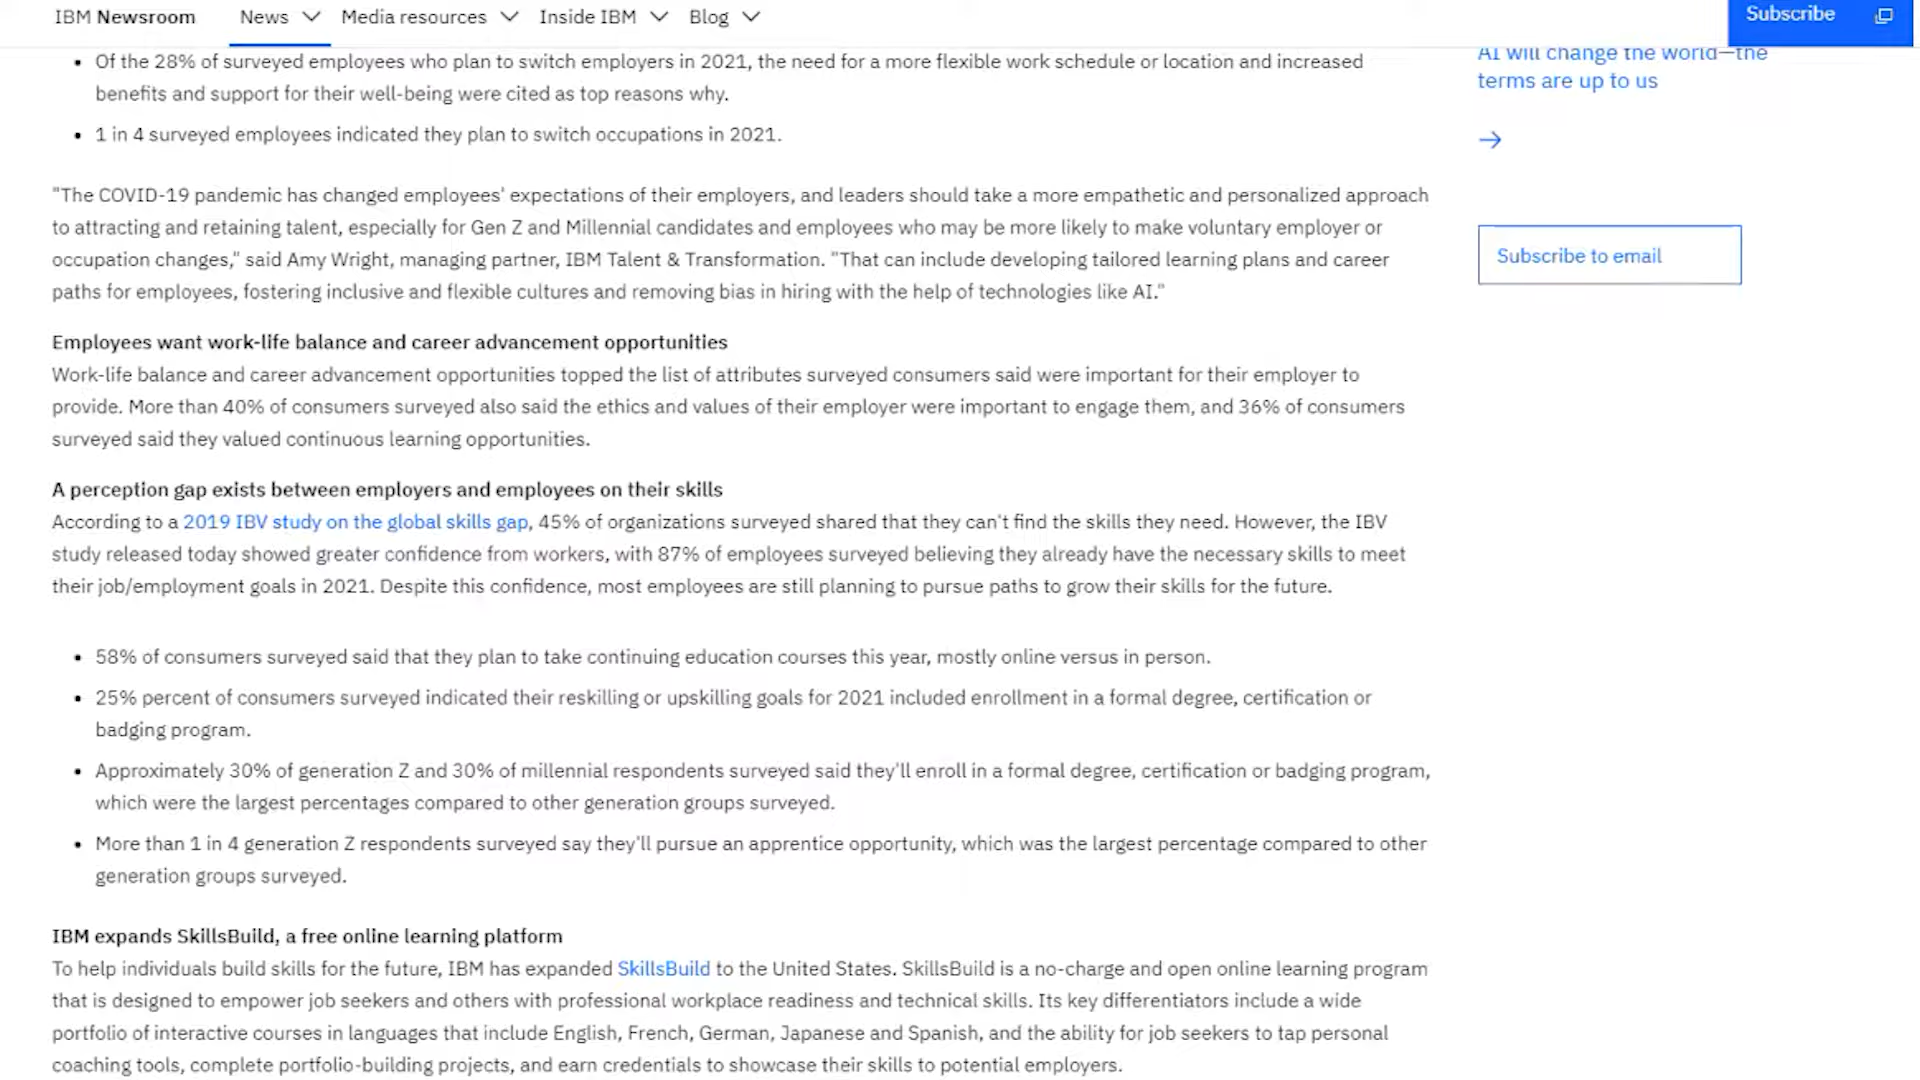 IBM Newsroom News Media resources Inside IBM Blog Subscribe
Of the 28% of surveyed employees who plan to switch employers in 2021, the need for a more flexible work schedule or location and increased
benefits and support for their well-being were cited as top reasons why.
1 in 4 surveyed employees indicated they plan to switch occupations in 2021.
"The COVID-19 pandemic has changed employees' expectations of their employers, and leaders should take a more empathetic and personalized approach
to attracting and retaining talent, especially for Gen Z and Millennial candidates and employees who may be more likely to make voluntary employer or
occupation changes," said Amy Wright, managing partner, IBM Talent & Transformation. "That can include developing tailored learning plans and career
paths for employees, fostering inclusive and flexible cultures and removing bias in hiring with the help of technologies like AI."
Employees want work-life balance and career advancement opportunities
Work-life balance and career advancement opportunities topped the list of attributes surveyed consumers said were important for their employer to
provide. More than 40% of consumers surveyed also said the ethics and values of their employer were important to engage them, and 36% of consumers
surveyed said they valued continuous learning opportunities.
A perception gap exists between employers and employees on their skills
According to a 2019 IBV study on the global skills gap, 45% of organizations surveyed shared that they can't find the skills they need. However, the IBV
study released today showed greater confidence from workers, with 87% of employees surveyed believing they already have the necessary skills to meet
their job/employment goals in 2021. Despite this confidence, most employees are still planning to pursue paths to grow their skills for the future.
58% of consumers surveyed said that they plan to take continuing education courses this year, mostly online versus in person.
25% percent of consumers surveyed indicated their reskilling or upskilling goals for 2021 included enrollment in a formal degree, certification or
badging program.
Approximately 30% of generation Z and 30% of millennial respondents surveyed said they'll enroll in a formal degree, certification or badging program,
which were the largest percentages compared to other generation groups surveyed.
More than 1 in 4 generation Z respondents surveyed say they'll pursue an apprentice opportunity, which was the largest percentage compared to other
generation groups surveyed.
IBM expands SkillsBuild, a free online learning platform
To help individuals build skills for the future, IBM has expanded SkillsBuild to the United States. SkillsBuild is a no-charge and open online learning program
that is designed to empower job seekers and others with professional workplace readiness and technical skills. Its key differentiators include a wide
portfolio of interactive courses in languages that include English, French, German, Japanese and Spanish, and the ability for job seekers to tap personal
coaching tools, complete portfolio-building projects, and earn credentials to showcase their skills to potential employers.
AI will change the world—the
terms are up to us
Subscribe to email